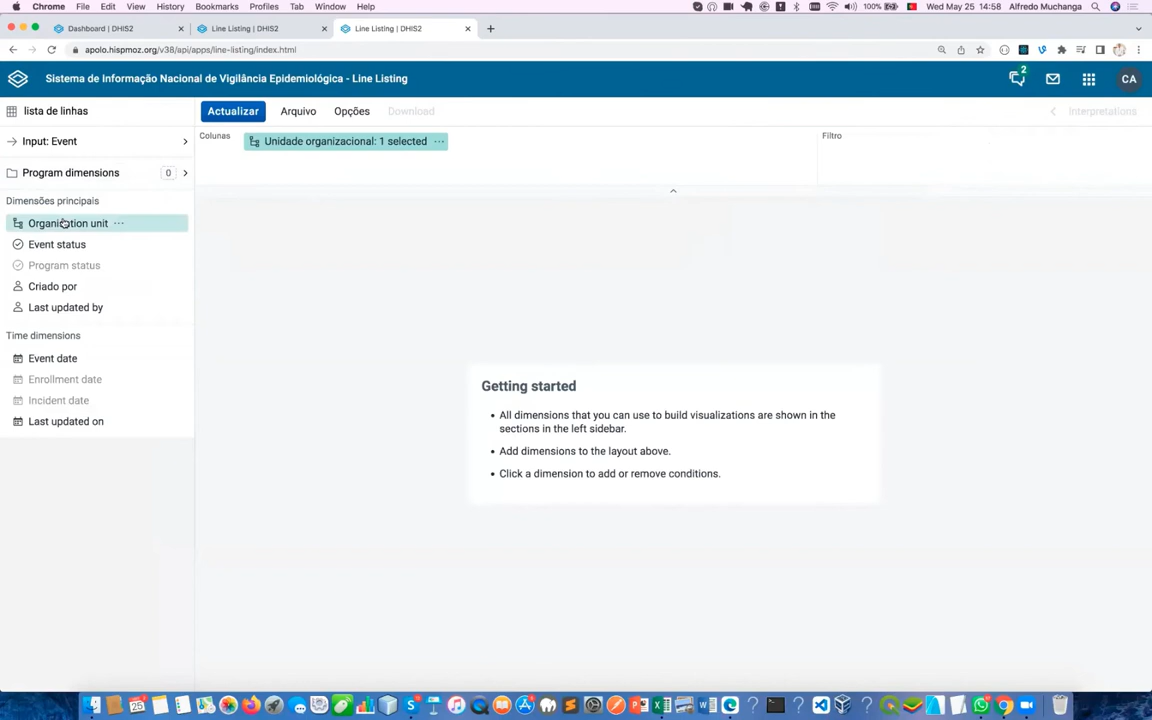 Chrome File Edit View History Bookmarks Profiles Tab Window Help 100% Wed May 25 14:58 Alfredo Muchanga
Dashboard | DHIS2 Line Listing | DHIS2 Line Listing | DHIS2
apolo.hispmoz.org/v38/api/apps/line-listing/index.html
Sistema de Informação Nacional de Vigilância Epidemiológica - Line Listing 2 CA
lista de linhas Actualizar Arquivo Opções Download Interpretations
Input: Event Colunas Unidade organizacional: 1 selected Filtro
Program dimensions 0
Dimensões principais
Organisation unit
Event status
Program status
Criado por
Last updated by
Time dimensions
Event date
Enrollment date
Incident date
Last updated on
Getting started
• All dimensions that you can use to build visualizations are shown in the
sections in the left sidebar.
• Add dimensions to the layout above.
• Click a dimension to add or remove conditions.
25